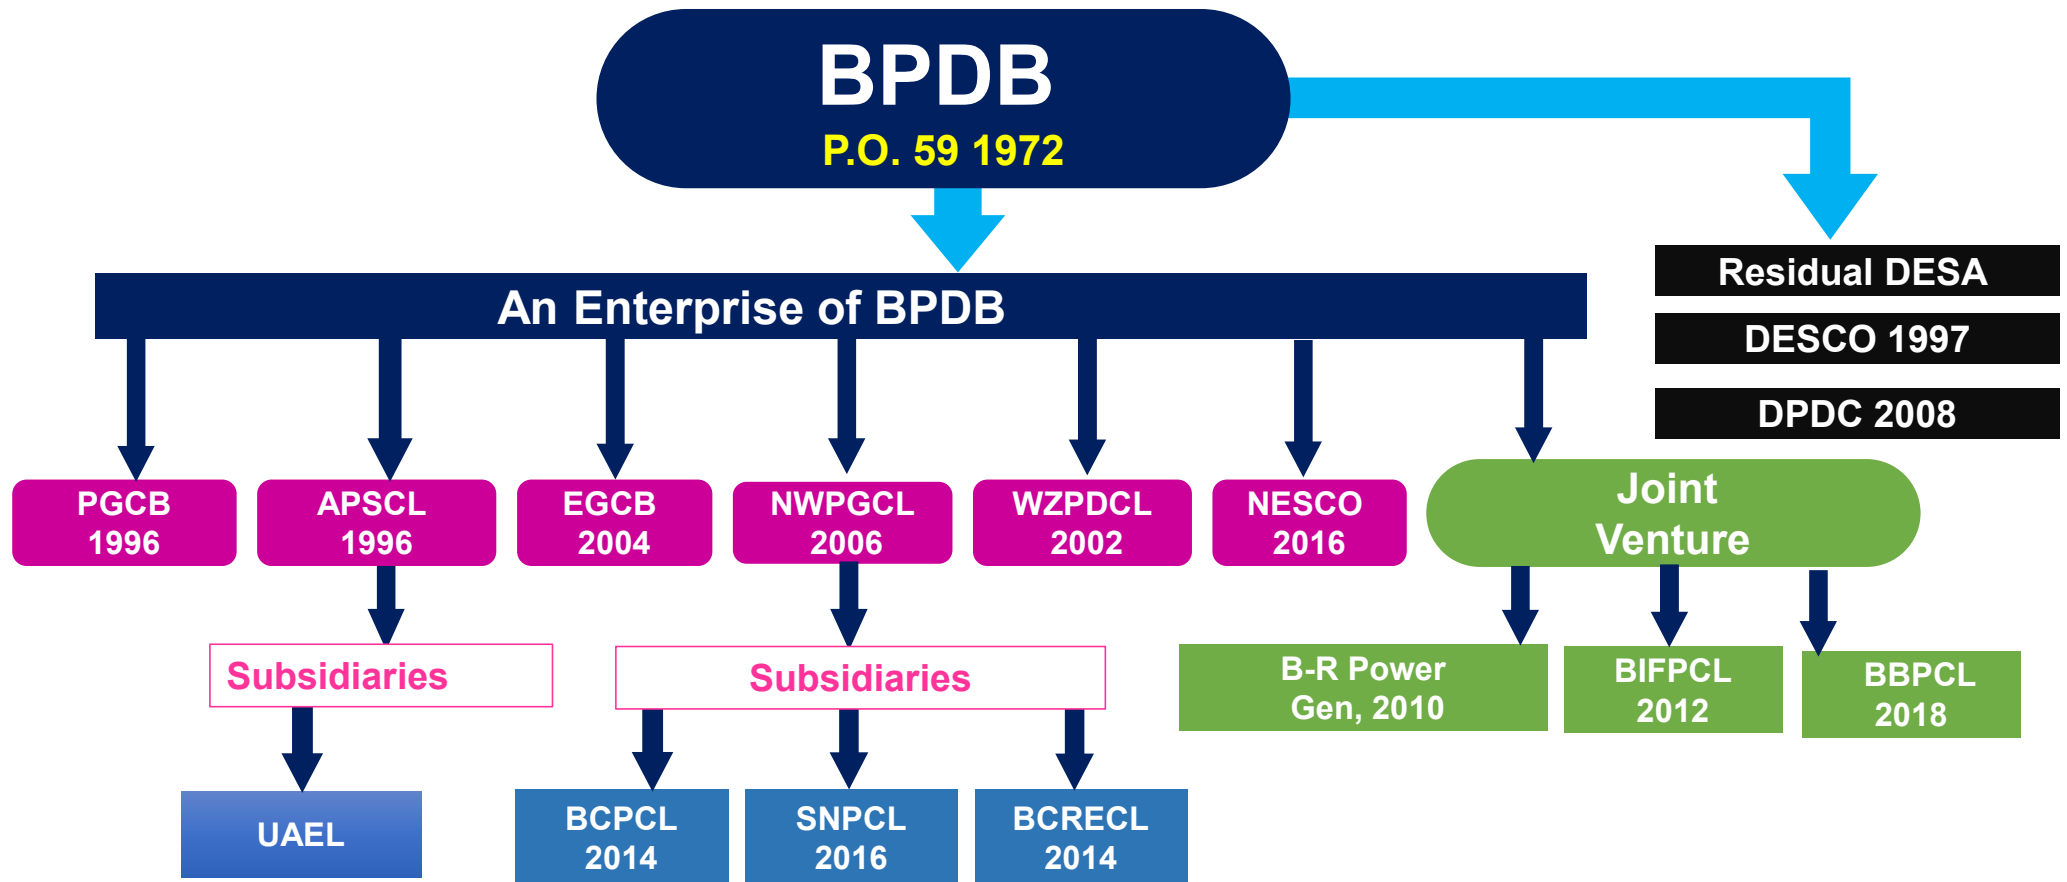 BPDB
P.O. 59 1972
Residual DESA
DESCO 1997
DPDC 2008
An Enterprise of BPDB
PGCB
1996
APSCL
1996
EGCB
2004
NWPGCL
2006
WZPDCL
2002
NESCO
2016
Joint
Venture
Subsidiaries
Subsidiaries
B-R Power
Gen, 2010
BIFPCL
2012
BBPCL
2018
UAEL
BCPCL
2014
SNPCL
2016
BCRECL
2014